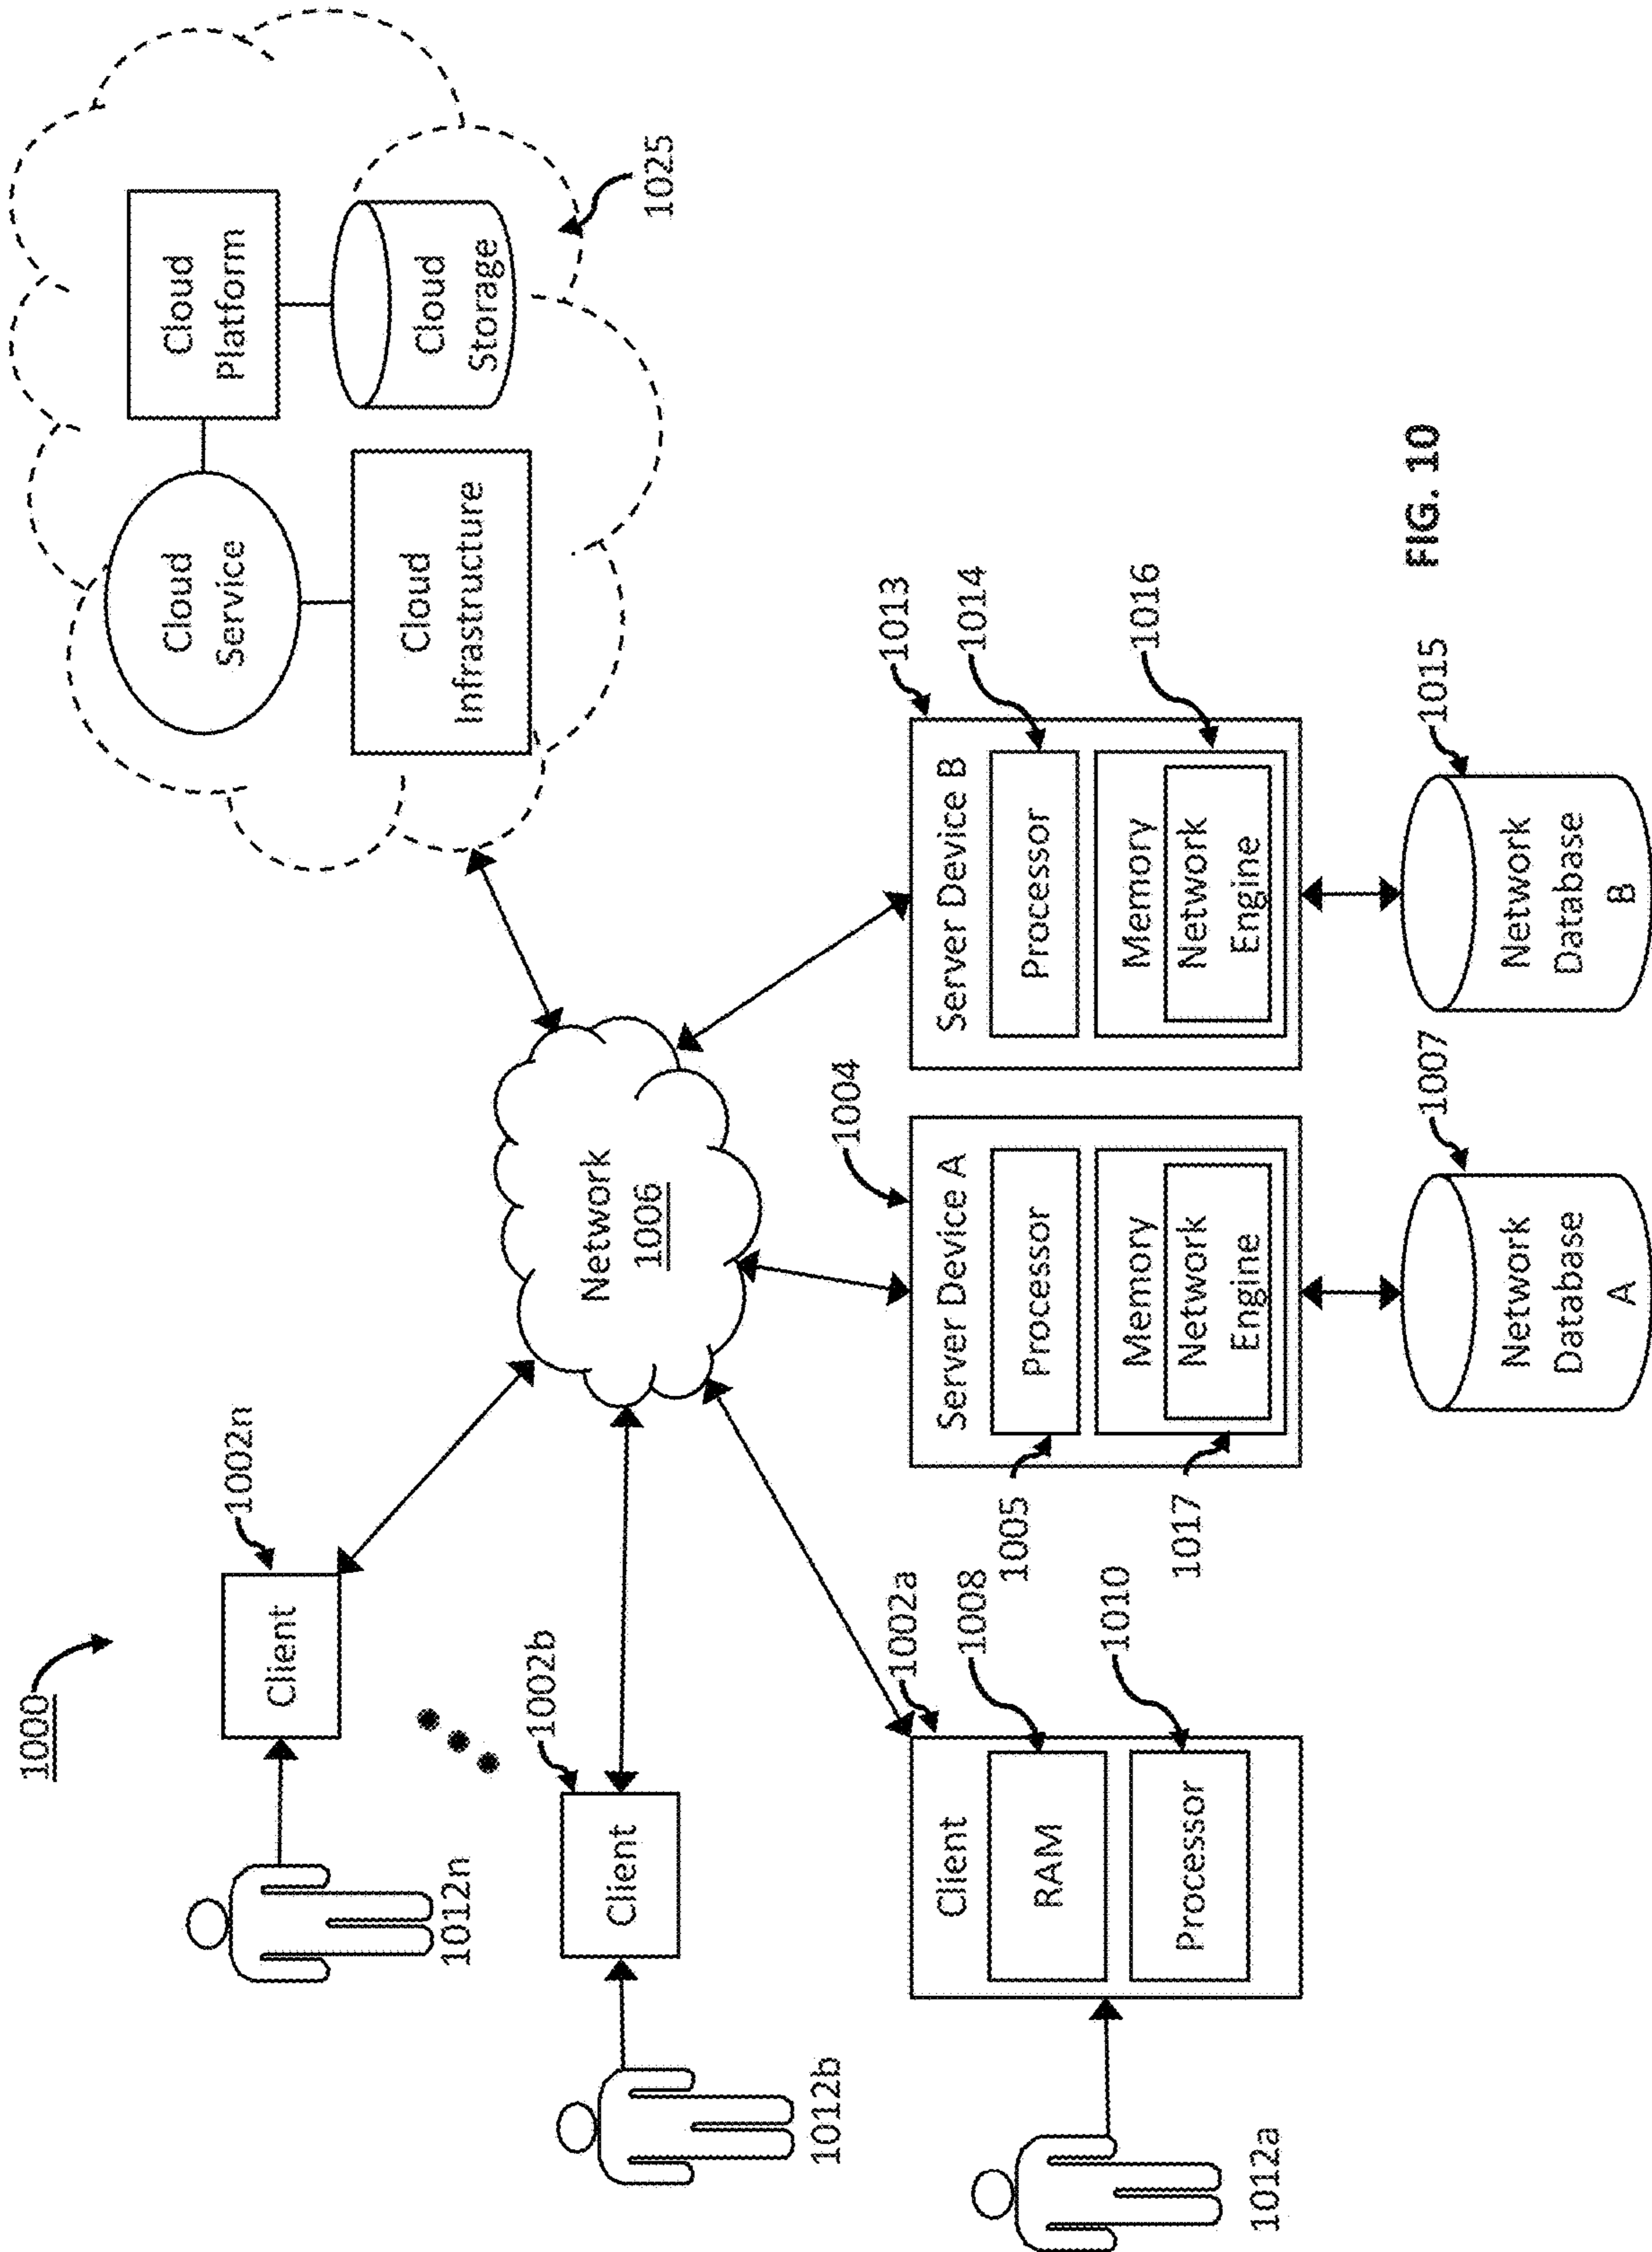 1000
1002n
Client
1012n
1002b
Client
1012b
1002a
Client
RAM
1008
Processor
1010
1012a
Network
1006
Cloud
Service
Cloud
Platform
Cloud
Infrastructure
Cloud
Storage
1025
1004
Server Device A
Processor
1005
Memory
Network
Engine
1017
Network
Database
A
1007
1013
Server Device B
Processor
1014
Memory
Network
Engine
1016
Network
Database
B
1015
FIG. 10